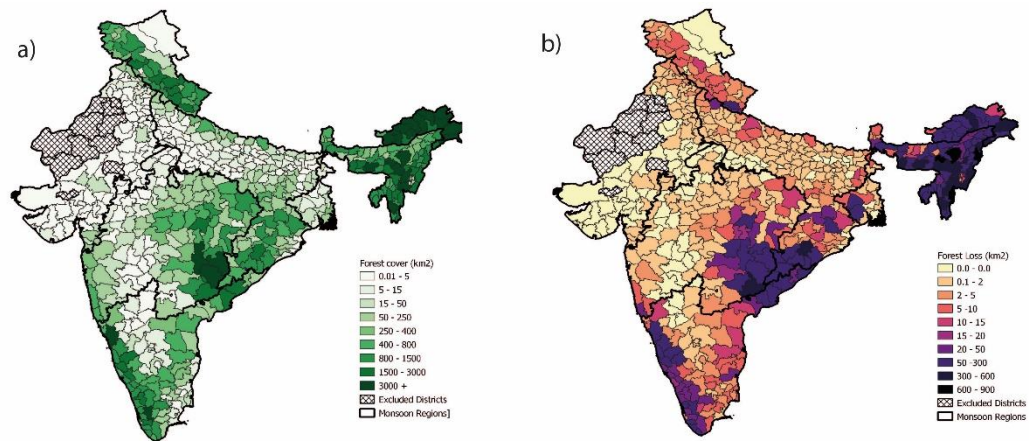 a)
Forest cover (km2)
0.01 - 5
5 - 15
15 - 50
50 - 250
250 - 400
400 - 800
800 - 1500
1500 - 3000
3000 +
Excluded Districts
Monsoon Regions]
b)
Forest Loss (km2)
0.0 - 0.0
0.1 - 2
2 - 5
5 -10
10 - 15
15 - 20
20 - 50
50 -300
300 - 600
600 - 900
Excluded Districts
Monsoon Regions